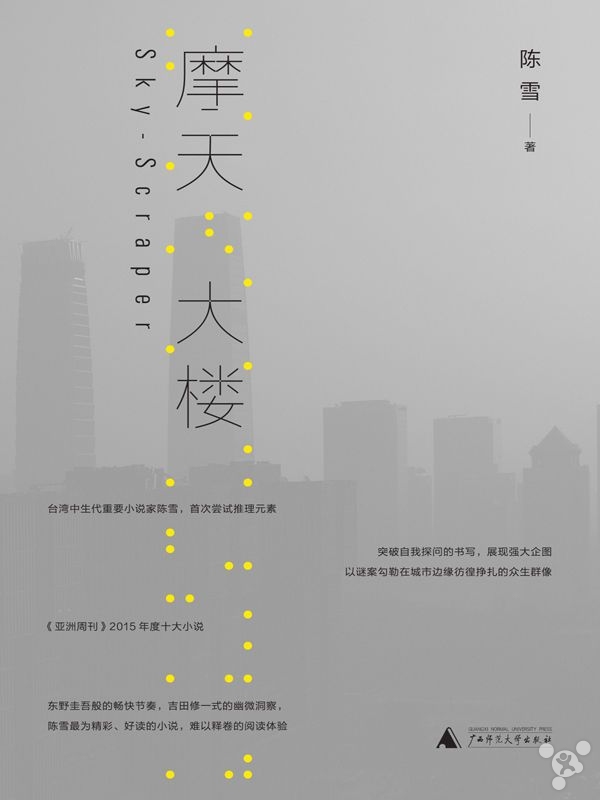 摩天大楼
Sky-Scraper
陈雪
著
台湾中生代重要小说家陈雪，首次尝试推理元素
突破自我探问的书写，展现强大企图
以谜案勾勒在城市边缘彷徨挣扎的众生群像
《亚洲周刊》2015 年度十大小说
东野圭吾般的畅快节奏，吉田修一式的幽微洞察，
陈雪最为精彩、好读的小说，难以释卷的阅读体验
GUANGXI NORMAL UNIVERSITY PRESS
广西师范大学出版社